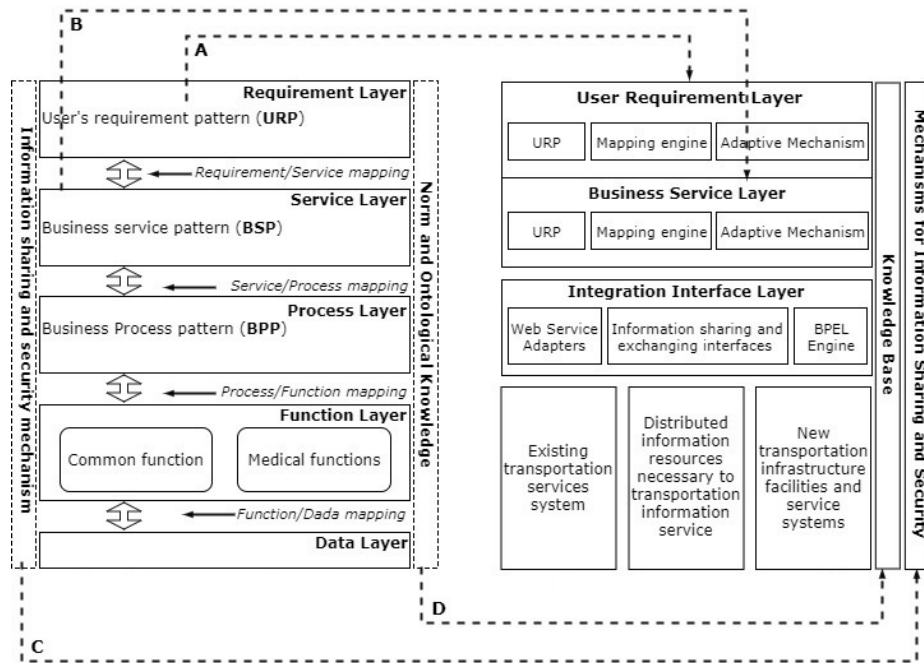 B
A
Requirement Layer
User's requirement pattern (URP)
Requirement/Service mapping
Service Layer
Business service pattern (BSP)
Service/Process mapping
Process Layer
Business Process pattern (BPP)
Process/Function mapping
Function Layer
Common function
Medical functions
Function/Dada mapping
Data Layer
Information sharing and security mechanism
Norm and Ontological Knowledge
User Requirement Layer
URP
Mapping engine
Adaptive Mechanism
Business Service Layer
URP
Mapping engine
Adaptive Mechanism
Integration Interface Layer
Web Service
Adapters
Information sharing and
exchanging interfaces
BPEL
Engine
Existing
transportation
services
system
Distributed
information
resources
necessary to
transportation
information
service
New
transportation
infrastructure
facilities and
service
systems
Knowledge Base
Mechanisms for Information Sharing and Security
D
C